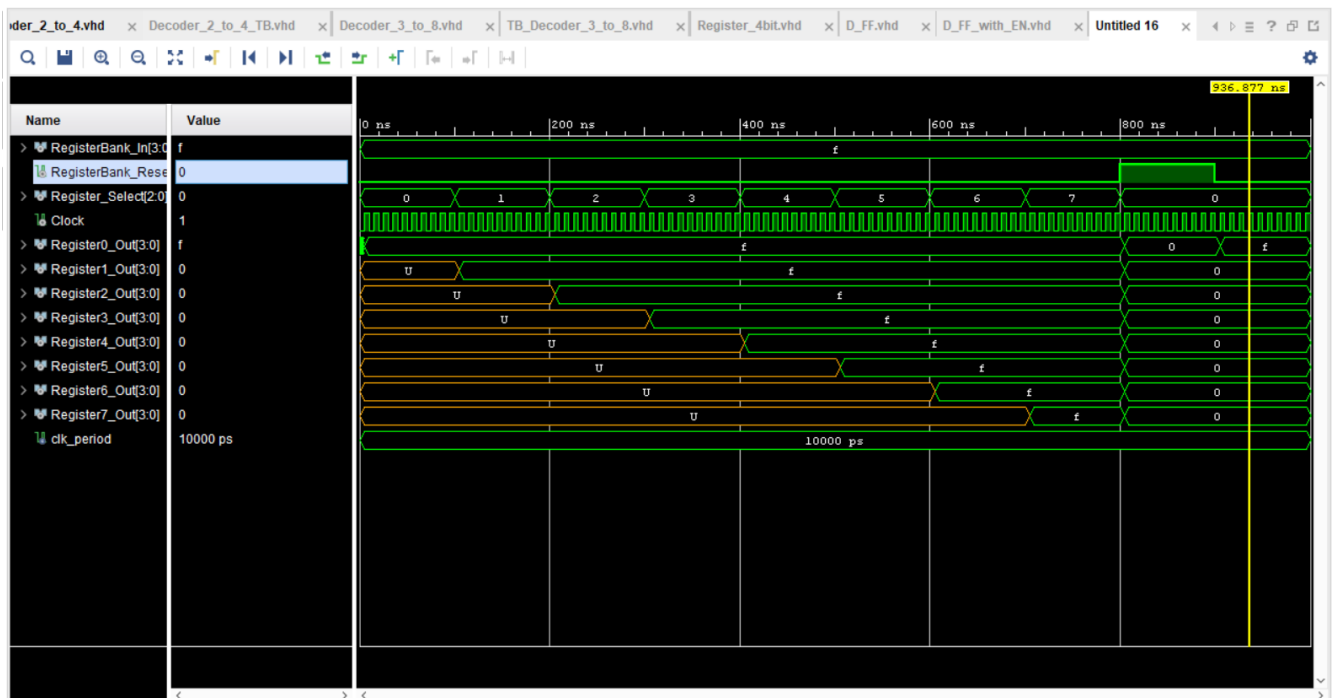 der_2_to_4.vhd Decoder_2_to_4_TB.vhd Decoder_3_to_8.vhd TB_Decoder_3_to_8.vhd Register_4bit.vhd D_FF.vhd D_FF_with_EN.vhd Untitled 16
936.877 ns
Name Value 0 ns 200 ns 400 ns 600 ns 800 ns
RegisterBank_In[3:0 f f
RegisterBank_Rese 0
Register_Select[2:0] 0 0 1 2 3 4 5 6 7 0
Clock 1
Register0_Out[3:0] f f 0 f
Register1_Out[3:0] 0 U f 0
Register2_Out[3:0] 0 U f 0
Register3_Out[3:0] 0 U f 0
Register4_Out[3:0] 0 U f 0
Register5_Out[3:0] 0 U f 0
Register6_Out[3:0] 0 U f 0
Register7_Out[3:0] 0 U f 0
clk_period 10000 ps 10000 ps